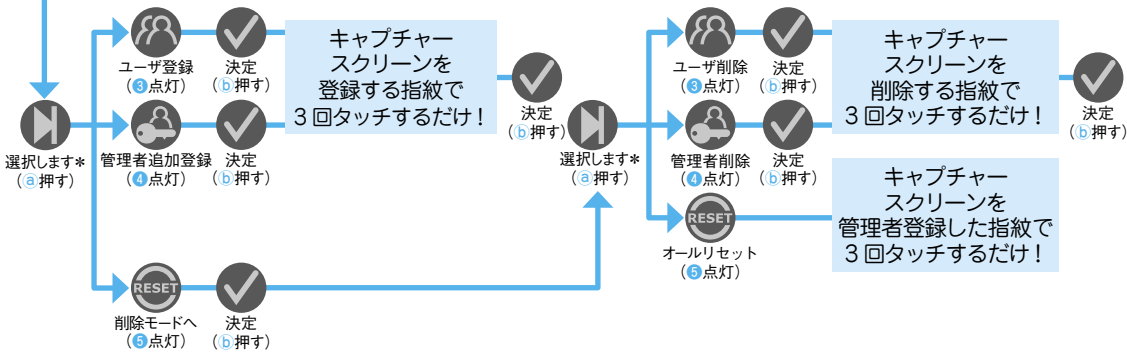 ユーザ登録
(❸点灯)
決定
(ⓑ押す)
キャプチャー
スクリーンを
登録する指紋で
3回タッチするだけ!
決定
(ⓑ押す)
選択します*
(ⓐ押す)
管理者追加登録
(❹点灯)
決定
(ⓑ押す)
RESET
削除モードへ
(❺点灯)
決定
(ⓑ押す)
選択します*
(ⓐ押す)
ユーザ削除
(❸点灯)
決定
(ⓑ押す)
キャプチャー
スクリーンを
削除する指紋で
3回タッチするだけ!
決定
(ⓑ押す)
管理者削除
(❹点灯)
決定
(ⓑ押す)
RESET
オールリセット
(❺点灯)
キャプチャー
スクリーンを
管理者登録した指紋で
3回タッチするだけ!